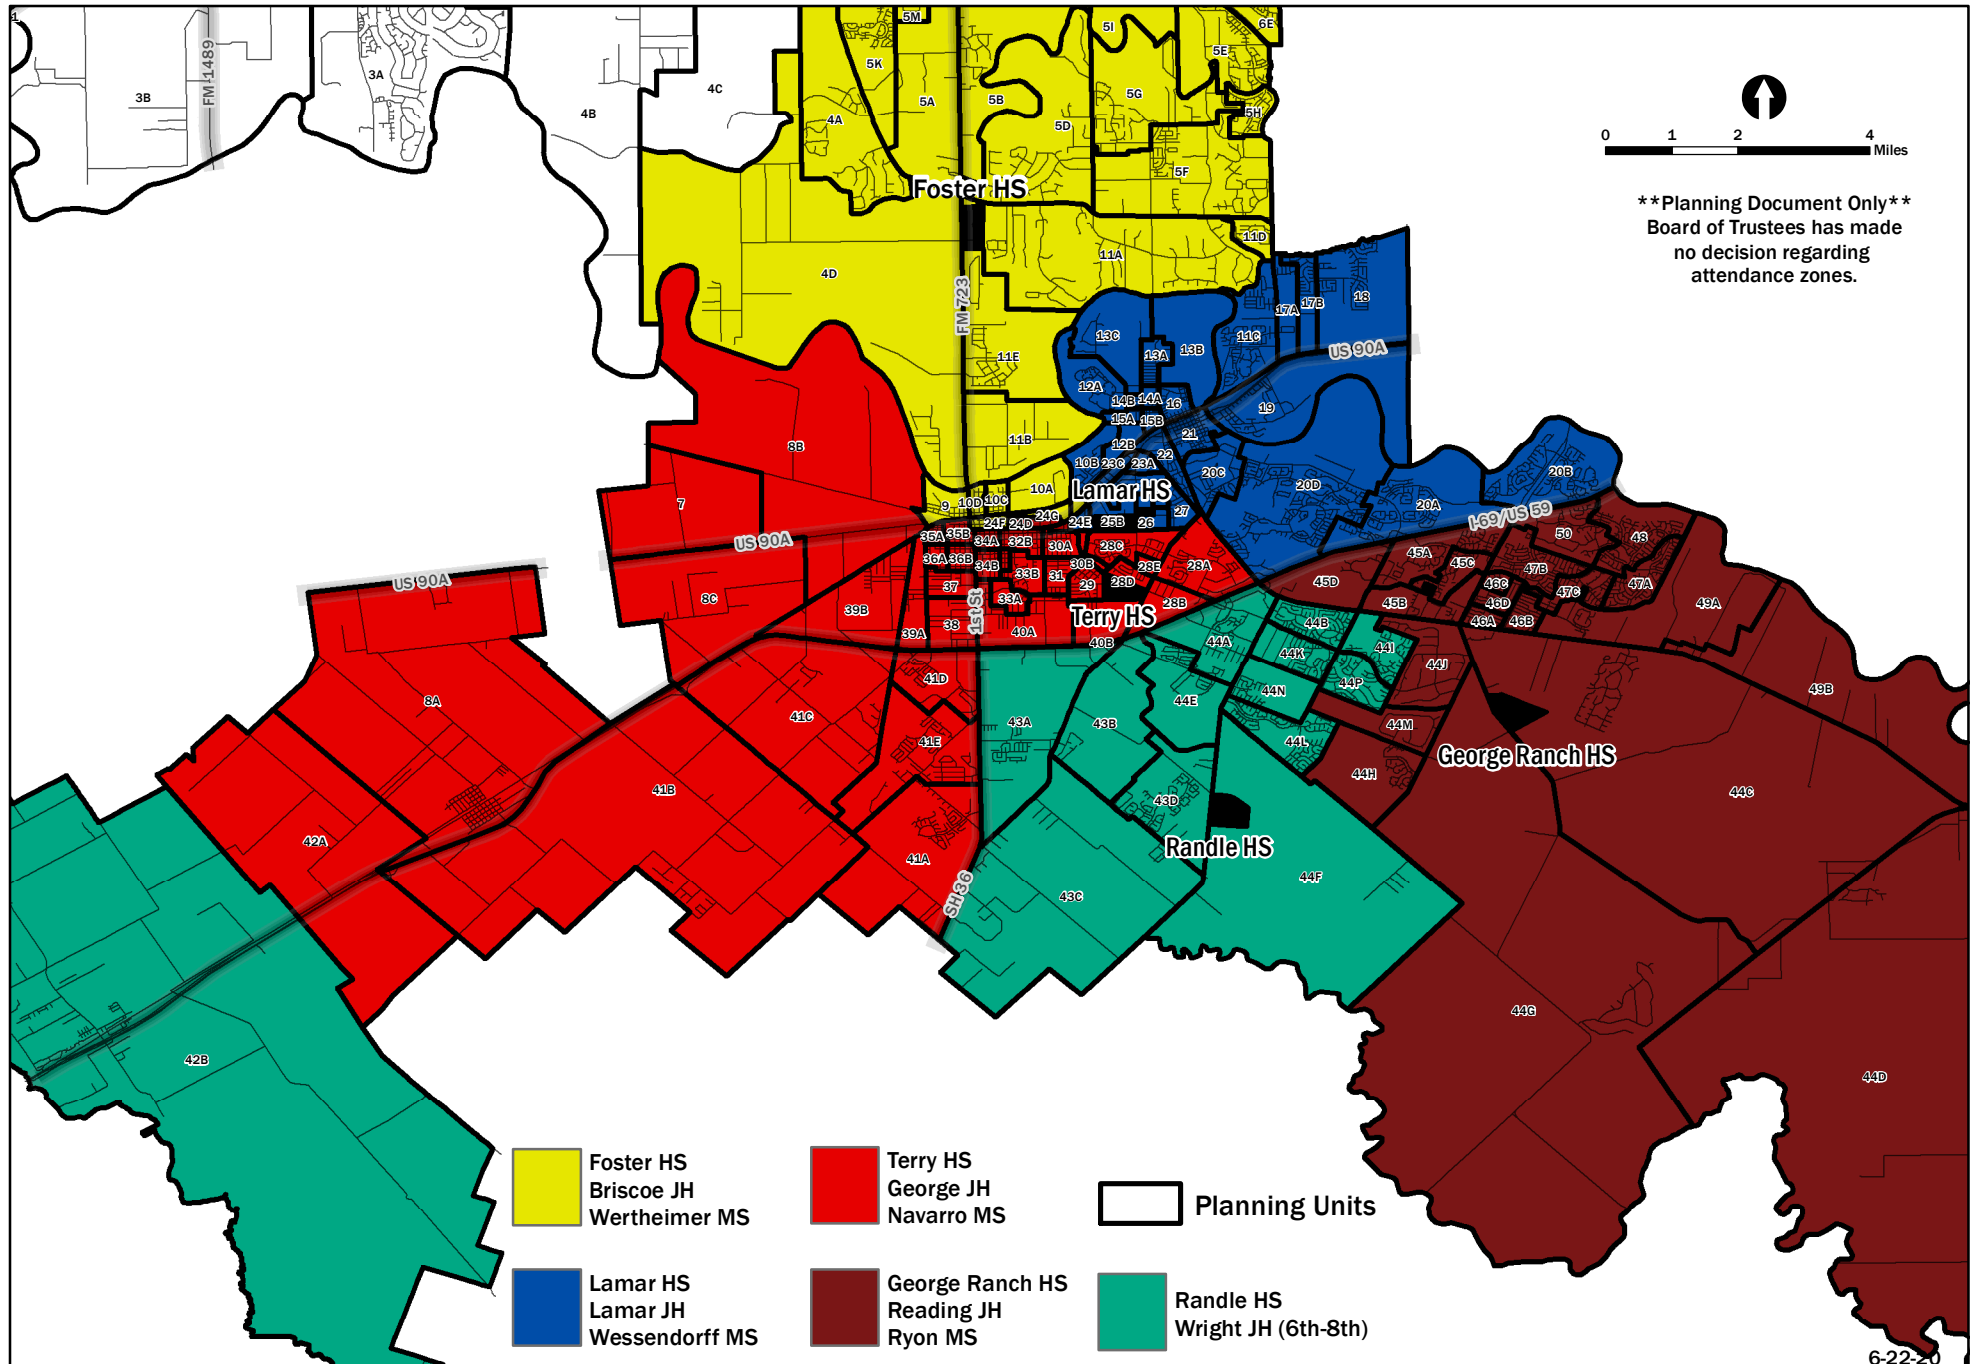 1
FM 1489
3A
3B
4B
4C
5M
5K
5A
4A
5B
5D
5I
5G
5E
6E
5H
5F
0 1 2 4
Miles
**Planning Document Only**
Board of Trustees has made
no decision regarding
attendance zones.
Foster HS
11D
11A
4D
FM 723
17A
17B
18
13C
13A
13B
11C
US 90A
11E
12A
14B
14A
16
19
15A
15B
21
11B
12B
22
8B
10B
23C
23A
20C
20B
20D
20A
Lamar HS
7
9
10D
10C
10A
I-69/US 59
24F
24D
24G
24E
25B
26
27
US 90A
35A
35B
34A
32B
30A
28C
28A
36A
36B
34B
33B
31
30B
28E
29
28D
45A
45C
50
48
47B
47A
45D
46C
47C
US 90A
8C
39B
37
33A
1st St
28B
45B
46D
46A
46B
49A
Terry HS
39A
38
40A
40B
44A
44B
44I
44K
44J
41D
44P
44N
44E
49B
8A
41C
43A
43B
44M
41E
44L
George Ranch HS
44H
41B
44C
43D
42A
41A
Randle HS
44F
SH 36
43C
44G
42B
44D
Foster HS
Briscoe JH
Wertheimer MS
Terry HS
George JH
Navarro MS
Planning Units
Lamar HS
Lamar JH
Wessendorff MS
George Ranch HS
Reading JH
Ryon MS
Randle HS
Wright JH (6th-8th)
6-22-20